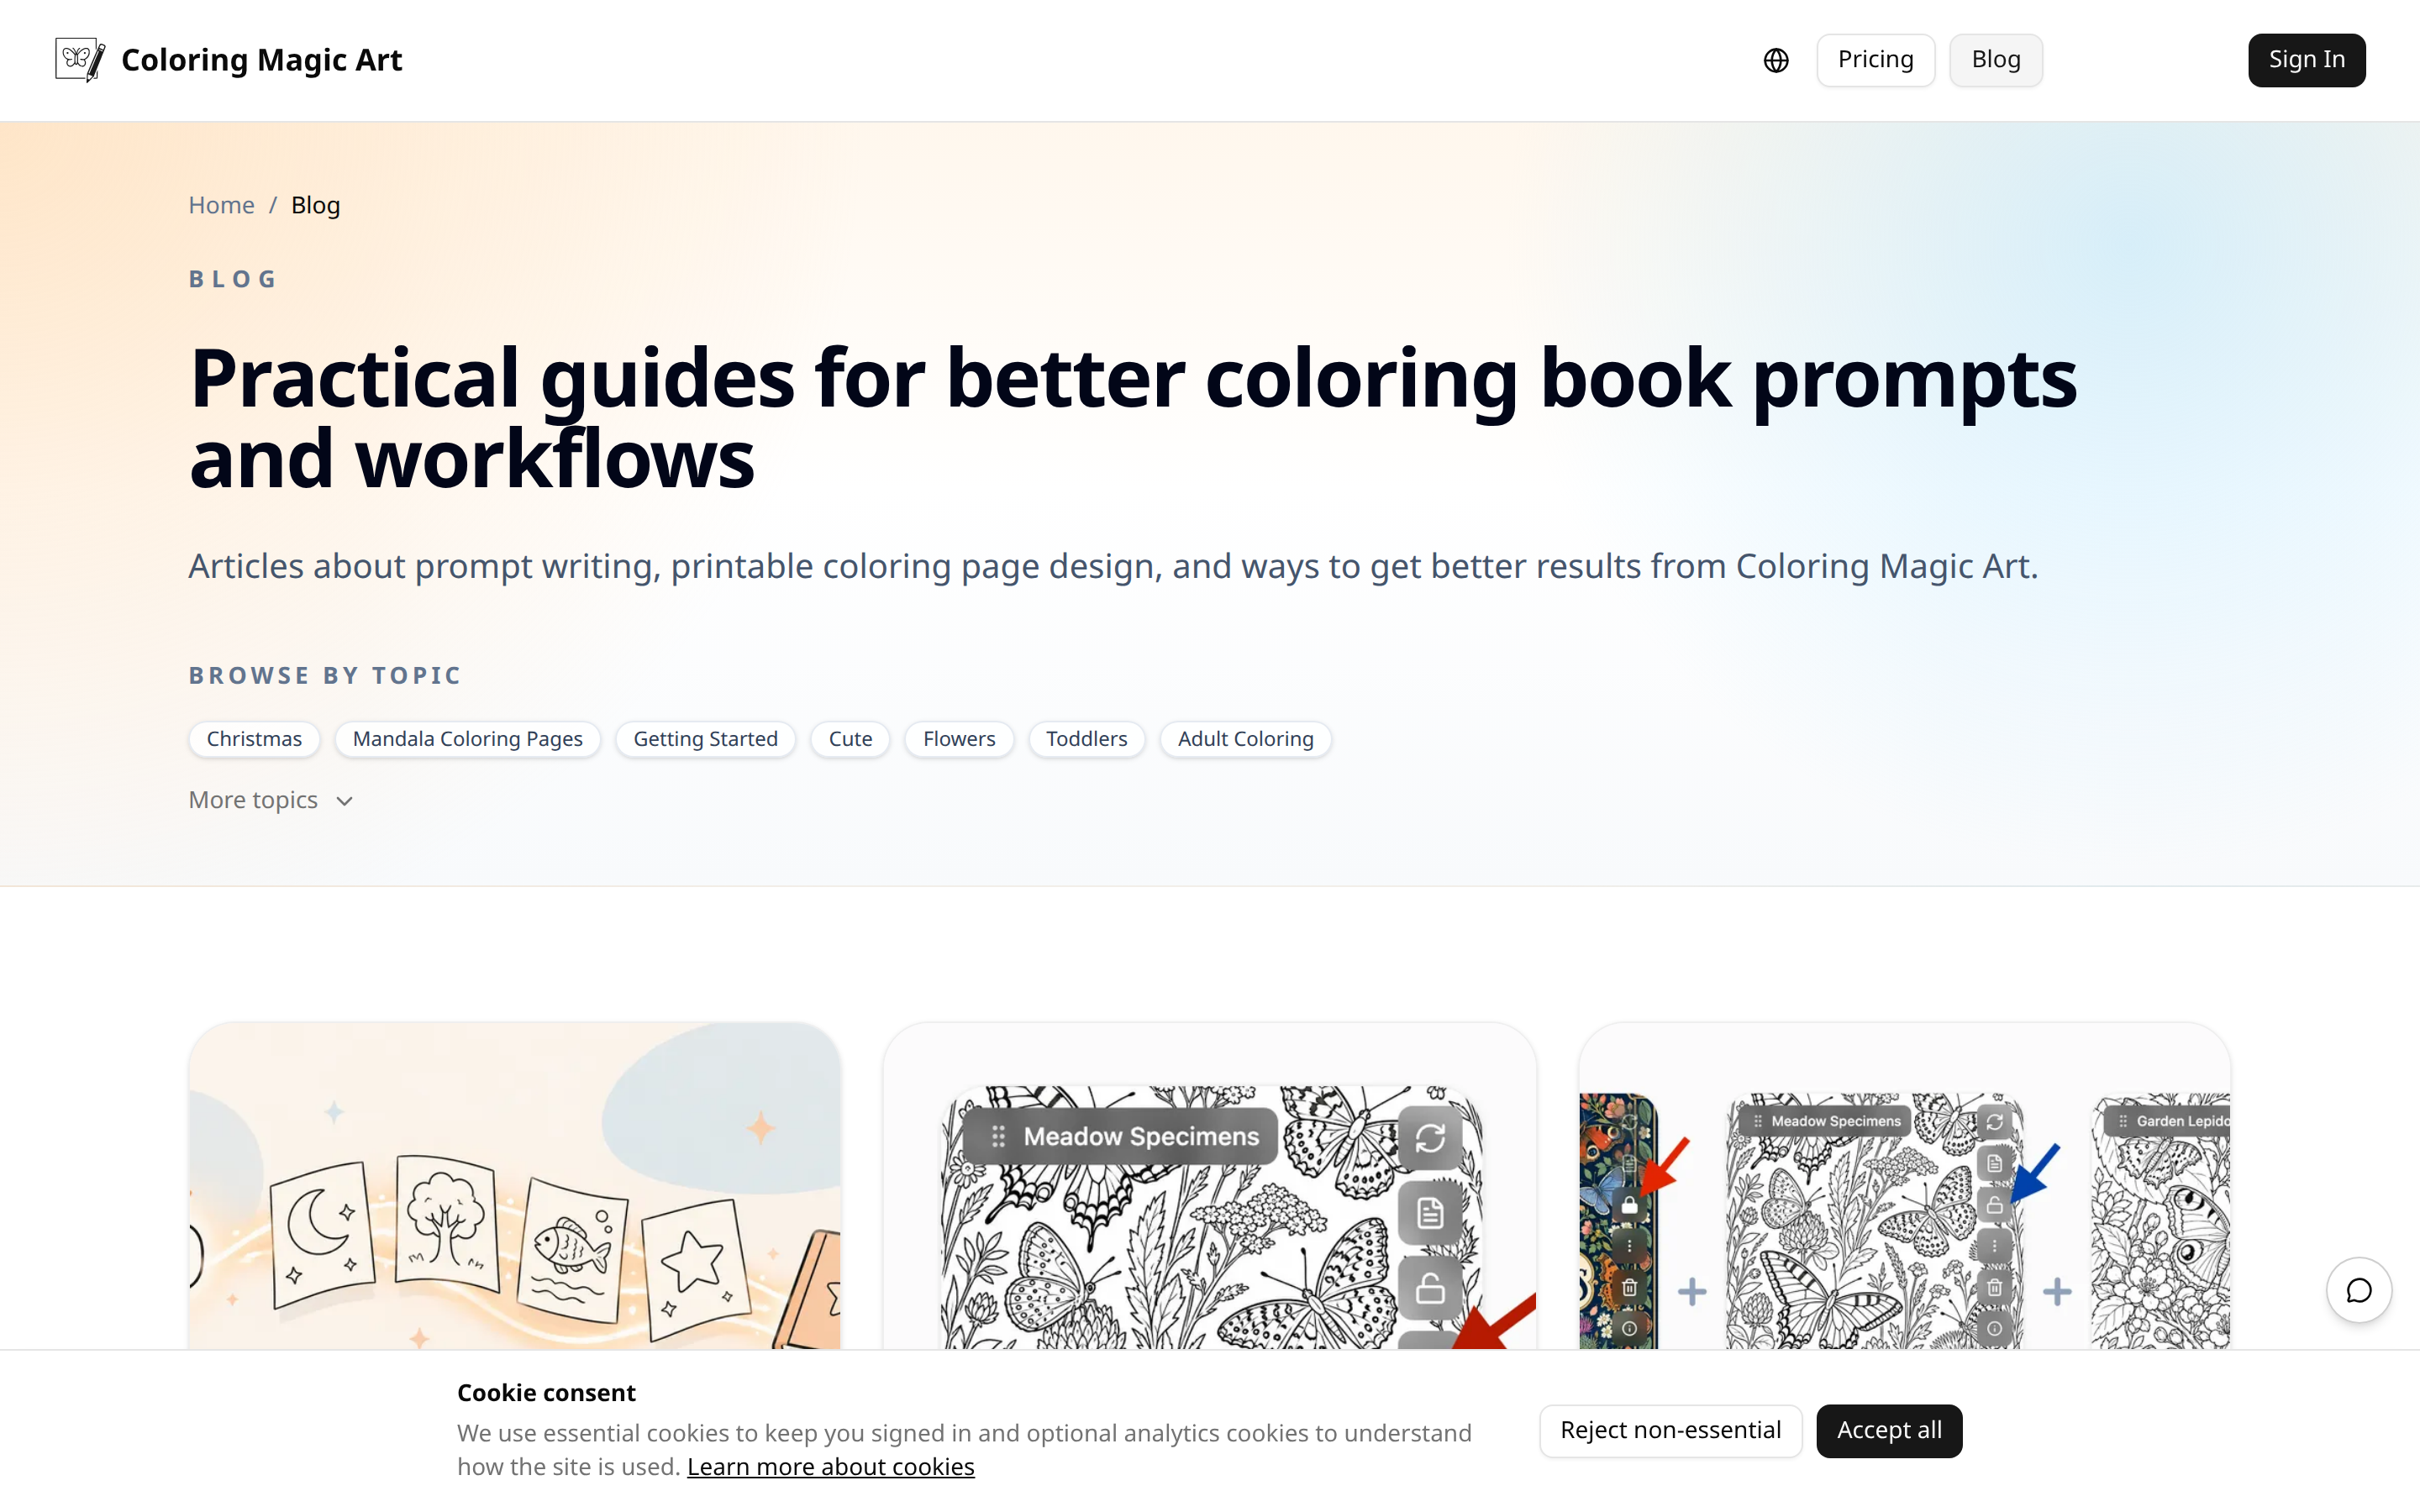 Coloring Magic Art
Pricing
Blog
Sign In
Home / Blog
BLOG
Practical guides for better coloring book prompts
and workflows
Articles about prompt writing, printable coloring page design, and ways to get better results from Coloring Magic Art.
BROWSE BY TOPIC
Christmas
Mandala Coloring Pages
Getting Started
Cute
Flowers
Toddlers
Adult Coloring
More topics
Meadow Specimens
Meadow Specimens
Garden Lepido
Cookie consent
We use essential cookies to keep you signed in and optional analytics cookies to understand
how the site is used. Learn more about cookies
Reject non-essential
Accept all